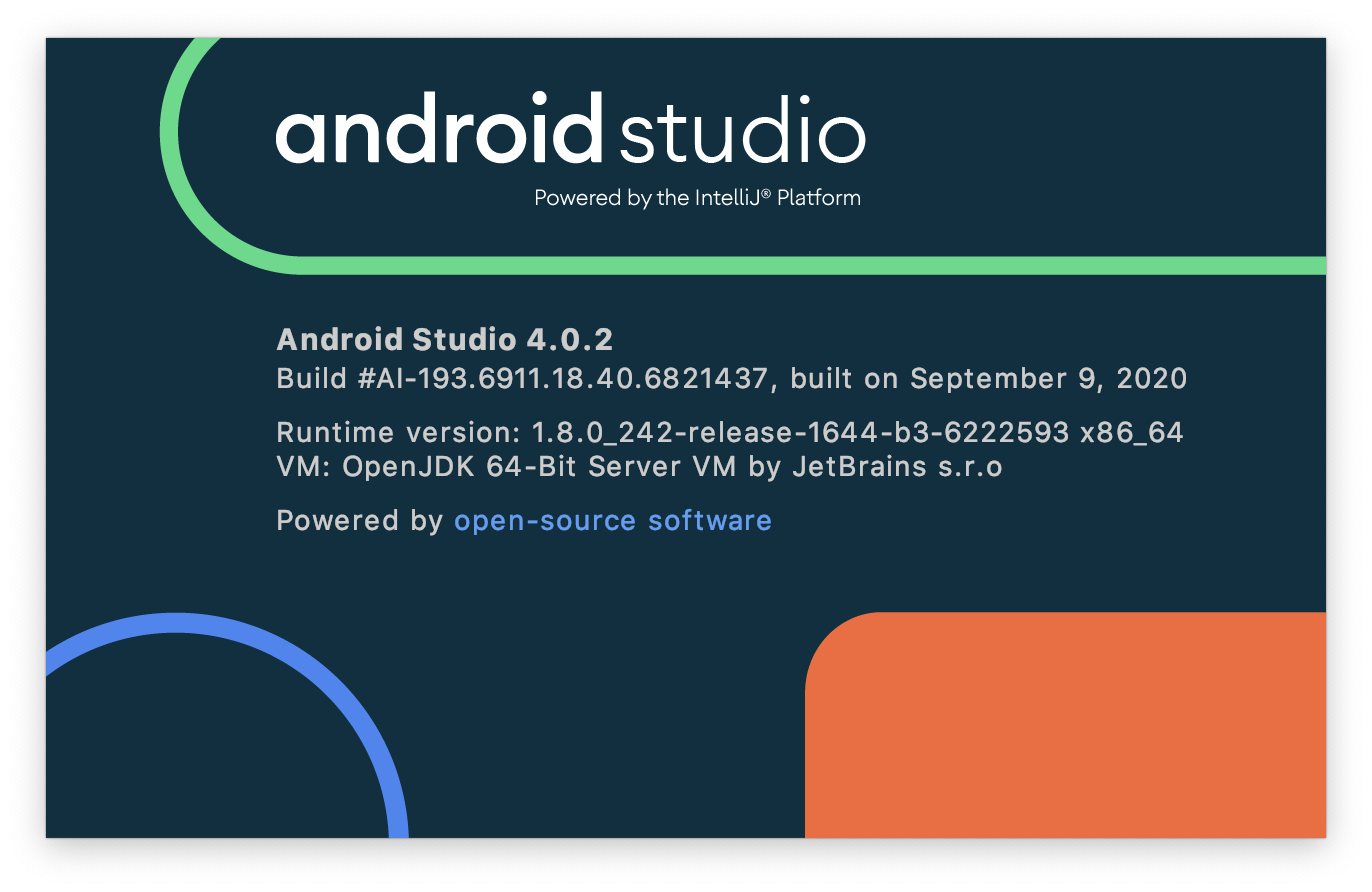 android studio
Powered by the IntelliJ® Platform
Android Studio 4.0.2
Build #AI-193.6911.18.40.6821437, built on September 9, 2020
Runtime version: 1.8.0_242-release-1644-b3-6222593 x86_64
VM: OpenJDK 64-Bit Server VM by JetBrains s.r.o
Powered by open-source software